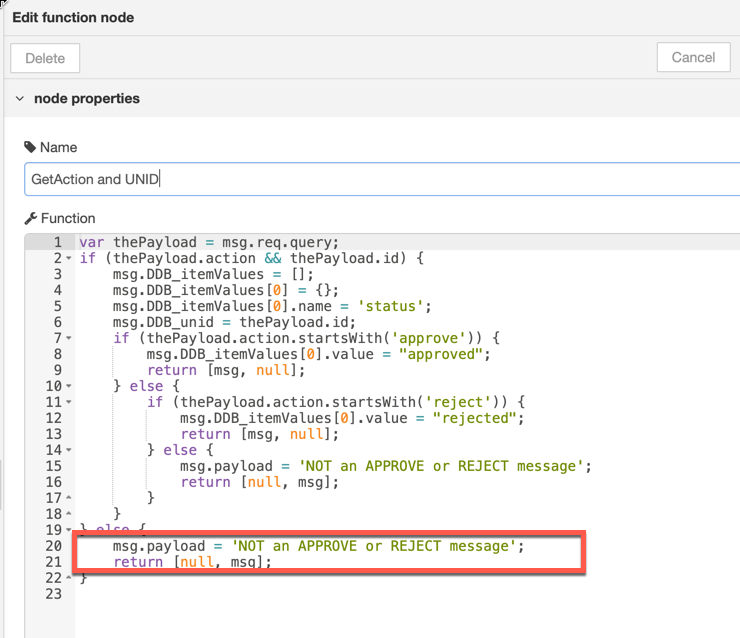 Edit function node
Delete
Cancel
node properties
Name
GetAction and UNID
Function
1 var thePayload = msg.req.query;
2 if (thePayload.action && thePayload.id) {
3 msg.DDB_itemValues = [];
4 msg.DDB_itemValues[0] = {};
5 msg.DDB_itemValues[0].name = 'status';
6 msg.DDB_unid = thePayload.id;
7 if (thePayload.action.startsWith('approve')) {
8 msg.DDB_itemValues[0].value = "approved";
9 return [msg, null];
10 } else {
11 if (thePayload.action.startsWith('reject')) {
12 msg.DDB_itemValues[0].value = "rejected";
13 return [msg, null];
14 } else {
15 msg.payload = 'NOT an APPROVE or REJECT message';
16 return [null, msg];
17 }
18 }
19 } else {
20 msg.payload = 'NOT an APPROVE or REJECT message';
21 return [null, msg];
22 }
23